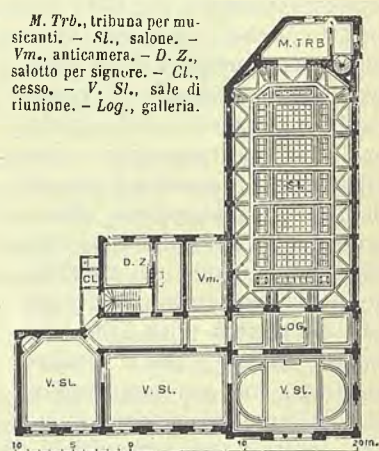 M. Trb., tribuna per mu-
sicanti. – Sl., salone. –
Vm., anticamera. – D. Z.,
salotto per signore. – Cl.,
cesso. – V. Sl., sale di
riunione. – Log., galleria.
M. TRB
SL
D. Z
CL
Vm.
LOG.
V. SL.
V. SL.
V. SL.
10 5 0 10 20m.